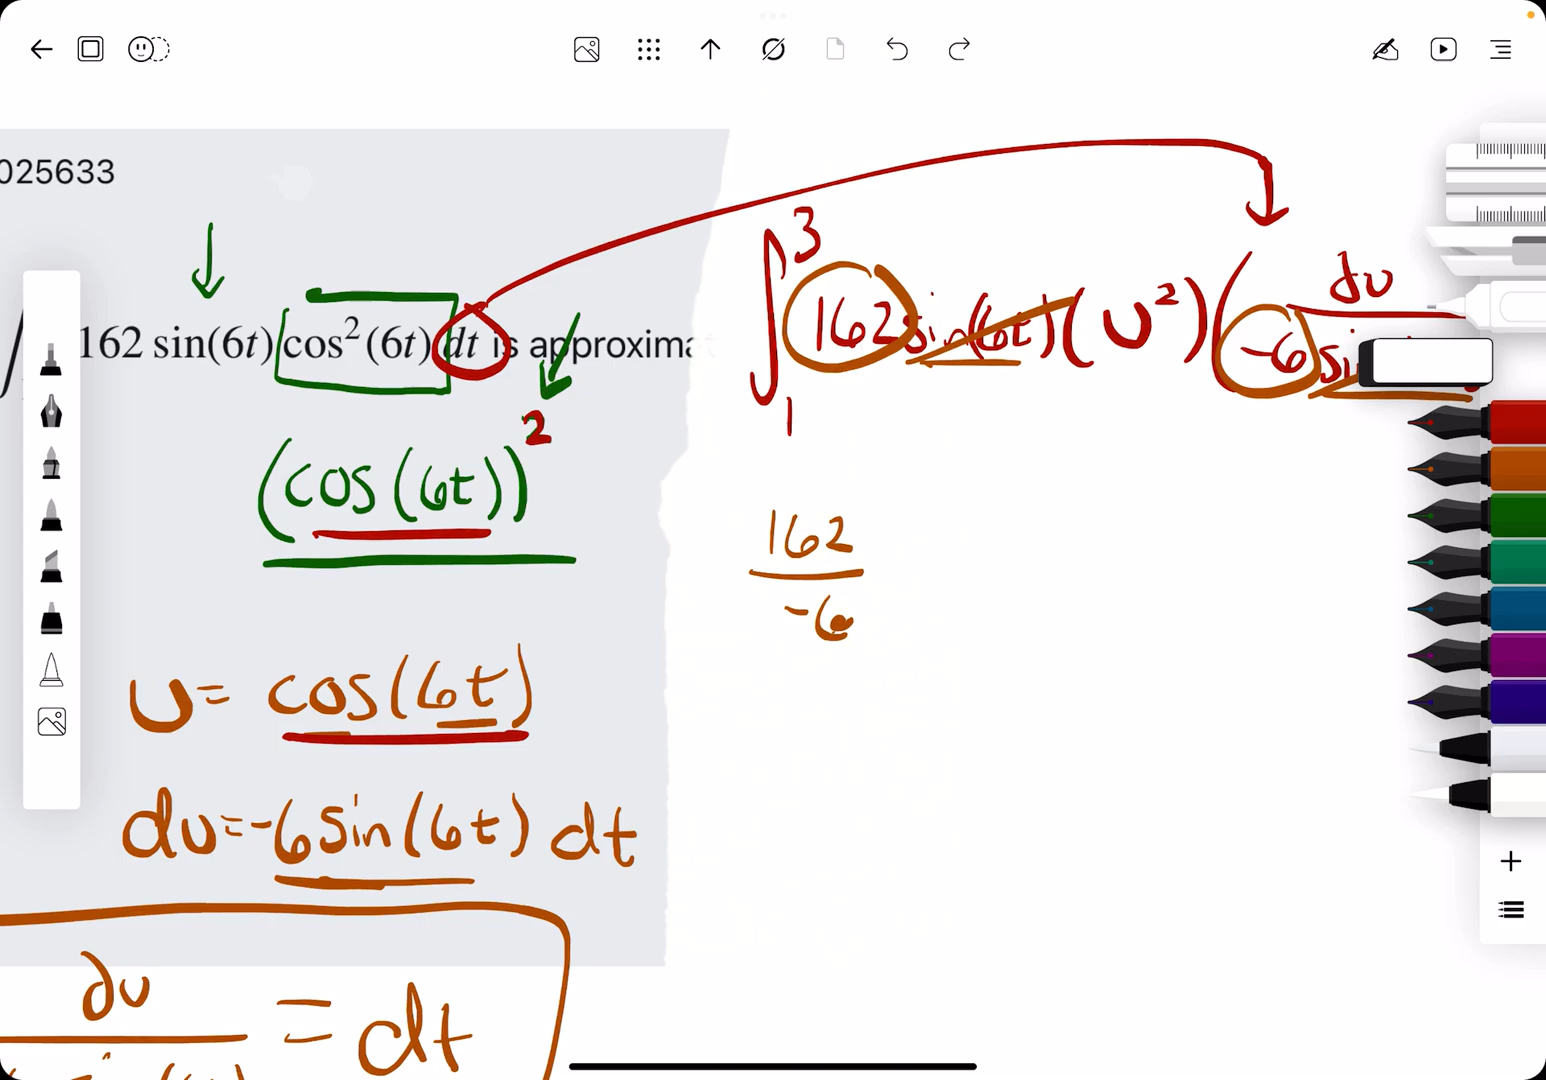 025633
∫ 162 sin(6t) cos²(6t) dt is approxima
(cos(6t))²
u = cos(6t)
du = -6 sin(6t) dt
du
= dt
∫ 3 1 162 sin(6t) (u²) ( du
-6 si
162
-6